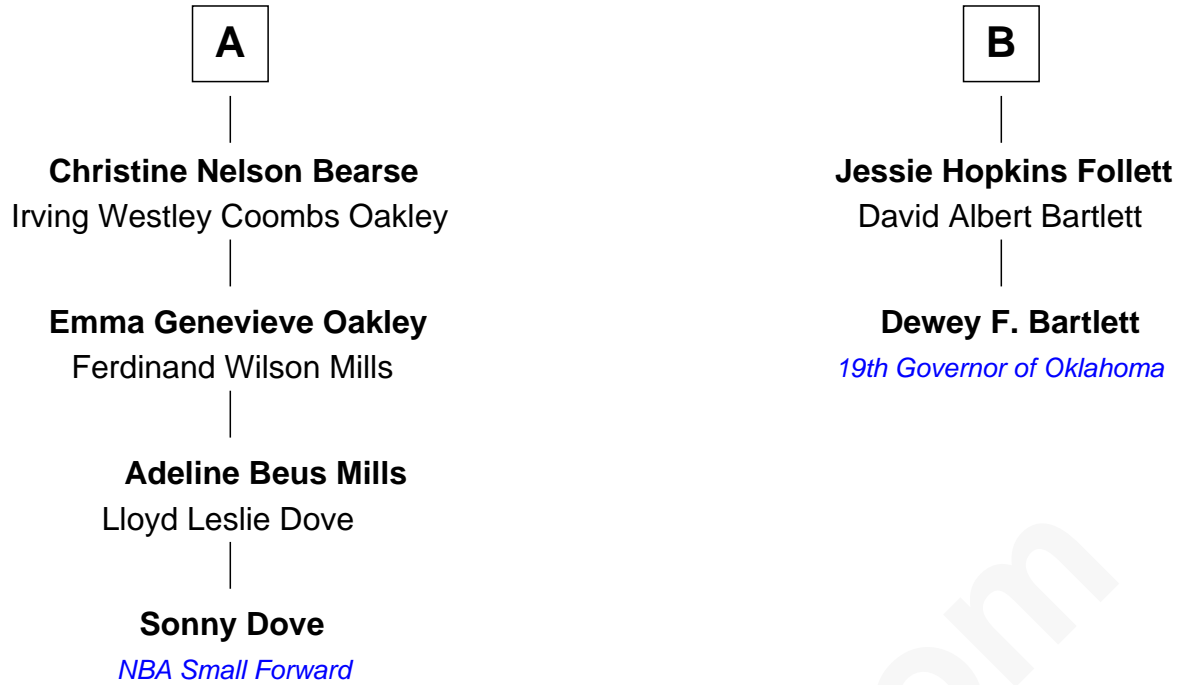 A
Christine Nelson Bearse
Irving Westley Coombs Oakley
Emma Genevieve Oakley
Ferdinand Wilson Mills
Adeline Beus Mills
Lloyd Leslie Dove
Sonny Dove
NBA Small Forward
B
Jessie Hopkins Follett
David Albert Bartlett
Dewey F. Bartlett
19th Governor of Oklahoma
om